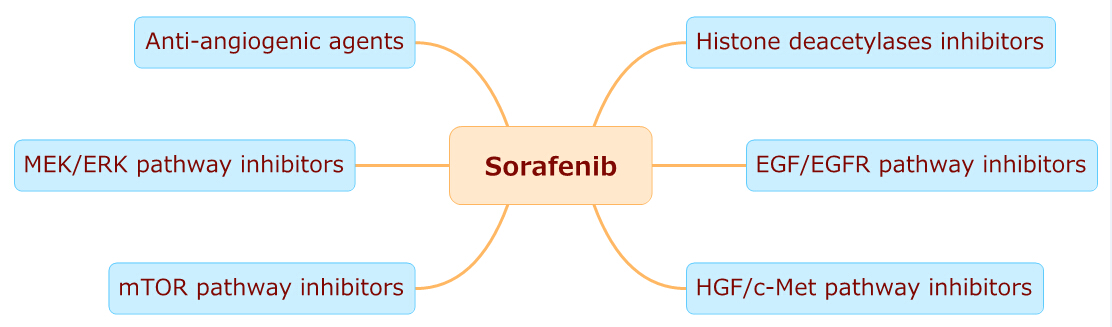 Anti-angiogenic agents
Histone deacetylases inhibitors
MEK/ERK pathway inhibitors
Sorafenib
EGF/EGFR pathway inhibitors
mTOR pathway inhibitors
HGF/c-Met pathway inhibitors